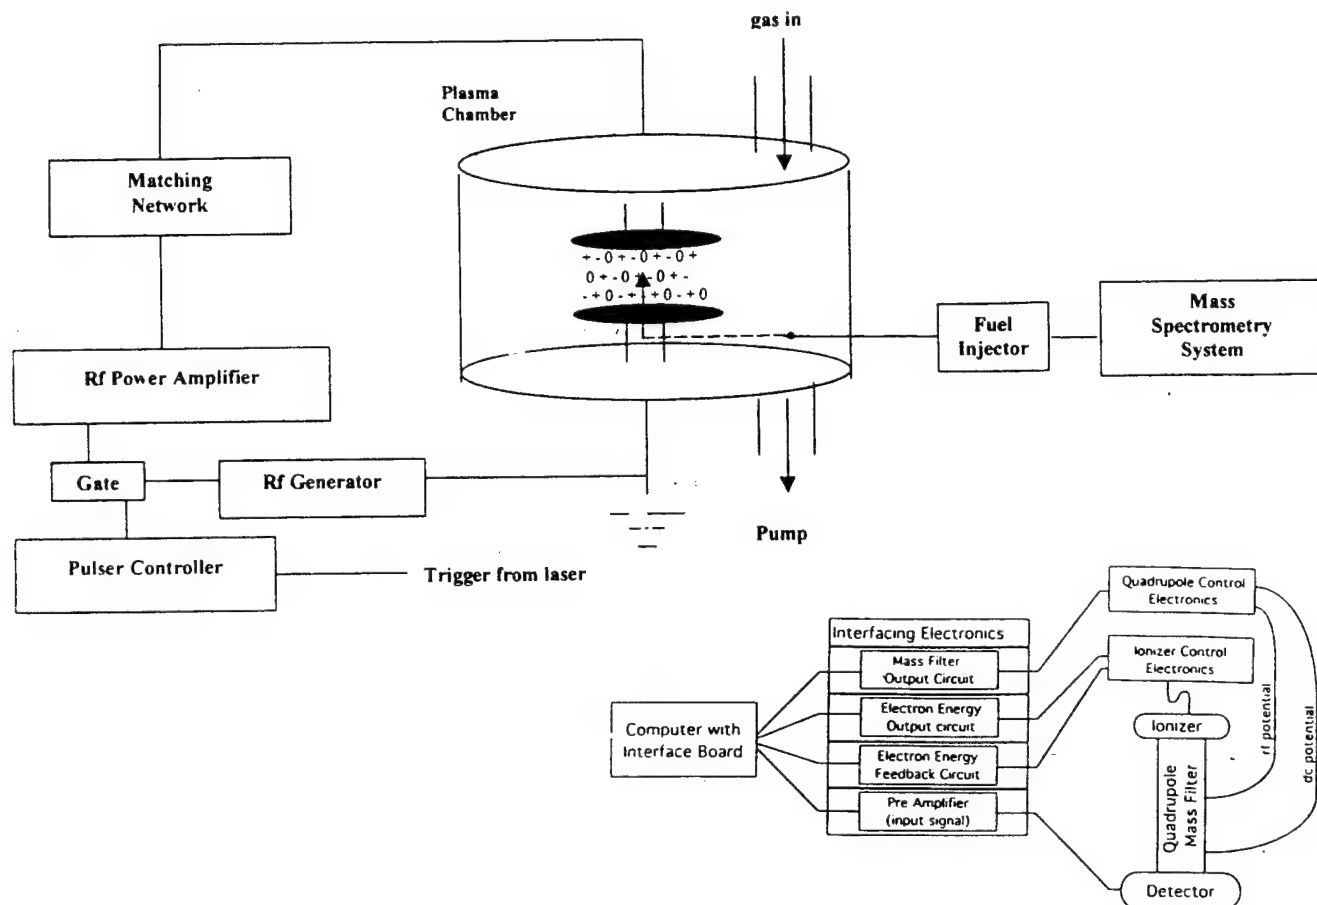 gas in
Plasma
Chamber
Matching
Network
+ - 0 + - 0 + - 0 +
0 + - 0 + - 0 + -
- + 0 - + - + 0 - + 0
Mass
Spectrometry
System
Fuel
Injector
Rf Power Amplifier
Gate
Rf Generator
Pump
Pulser Controller
Trigger from laser
Quadrupole Control
Electronics
Interfacing Electronics
Ionizer Control
Electronics
Mass Filter
Output Circuit
Electron Energy
Output circuit
Ionizer
Computer with
Interface Board
Electron Energy
Feedback Circuit
rf potential
dc potential
Quadrupole
Mass Filter
Pre Amplifier
(input signal)
Detector